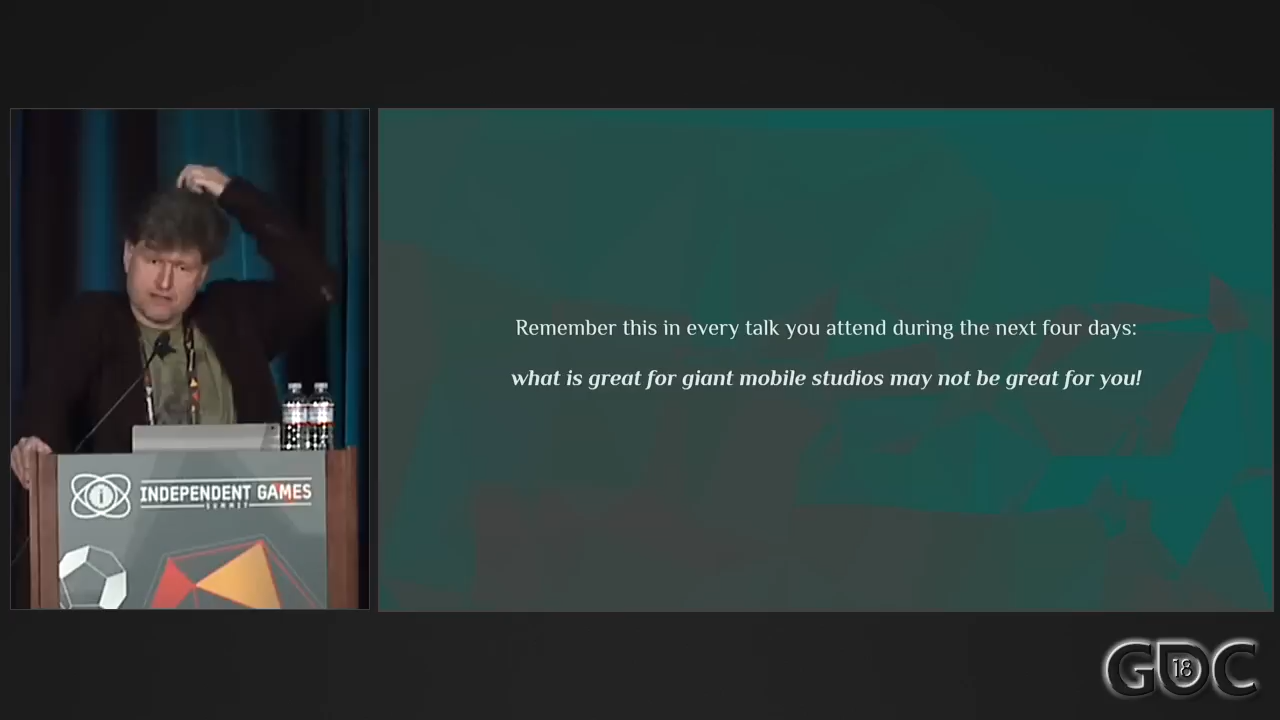 Remember this in every talk you attend during the next four days:
what is great for giant mobile studios may not be great for you!
i
INDEPENDENT GAMES
SUMMIT
GDC
18